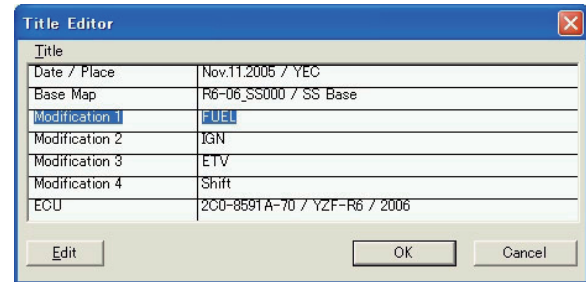 Title Editor
Title
Date / Place Nov.11.2005 / YEC
Base Map R6-06_SS000 / SS Base
Modification 1 FUEL
Modification 2 IGN
Modification 3 ETV
Modification 4 Shift
ECU 2C0-8591A-70 / YZF-R6 / 2006
Edit OK Cancel